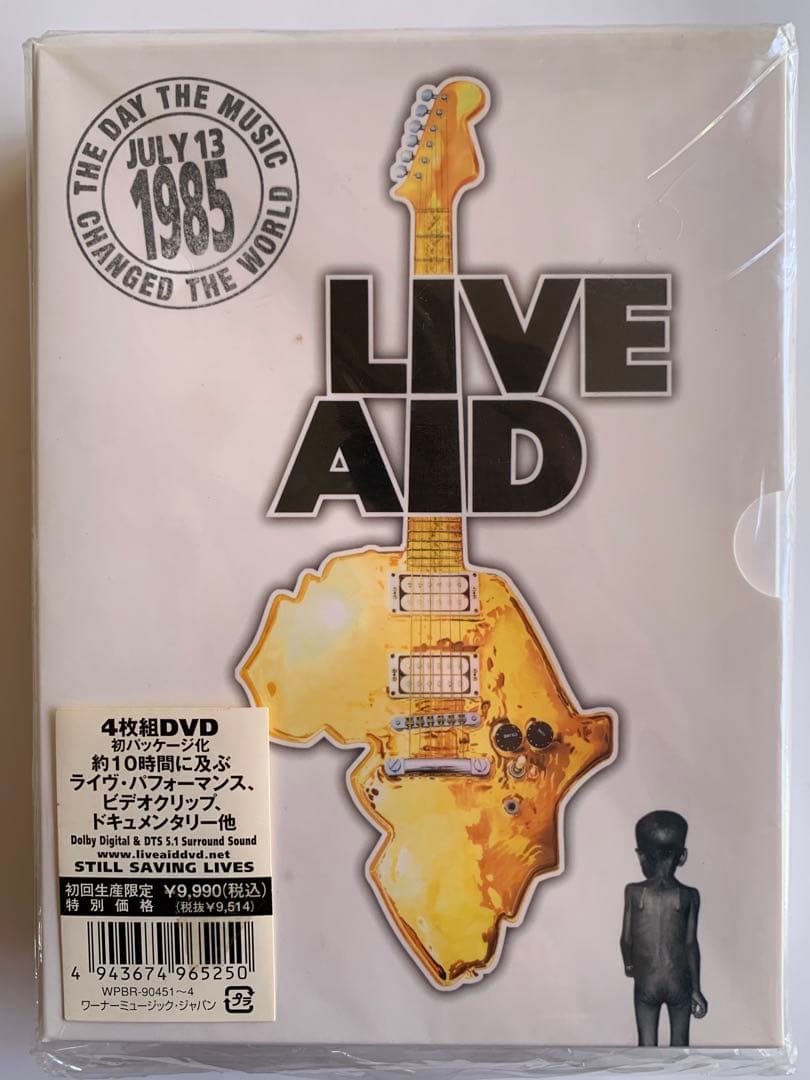 THE DAY THE MUSIC
JULY 13
1985
CHANGED THE WORLD
LIVE
AID
4枚組DVD
初パッケージ化
約10時間に及ぶ
ライヴ・パフォーマンス、
ビデオクリップ、
ドキュメンタリー他
Dolby Digital & DTS 5.1 Surround Sound
www.liveaiddvd.net
STILL SAVING LIVES
初回生産限定 ¥9,990(税込)
特別価格 (税抜¥9,514)
4 943674 965250
WPBR-90451~4
ワーナーミュージック・ジャパン
プラ